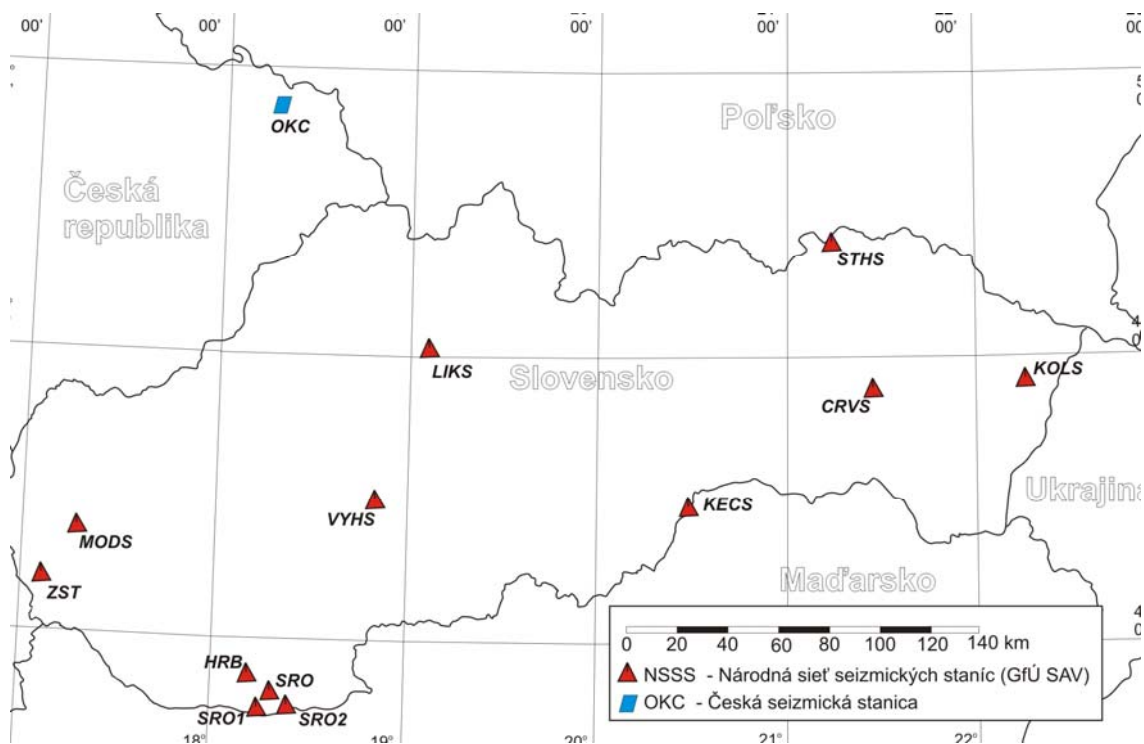 00' 00' 00' 00' 00' 00' 00'
OKC
Poľsko
Česká
republika
STHS
LIKS
Slovensko
KOLS
CRVS
VYHS
KECS
Ukrajina
MODS
ZST
Maďarsko
0 20 40 60 80 100 120 140 km
HRB
SRO
NSSS - Národná sieť seizmických staníc (GfÚ SAV)
SRO1
SRO2
OKC - Česká seizmická stanica
18° 19° 20° 21° 22°